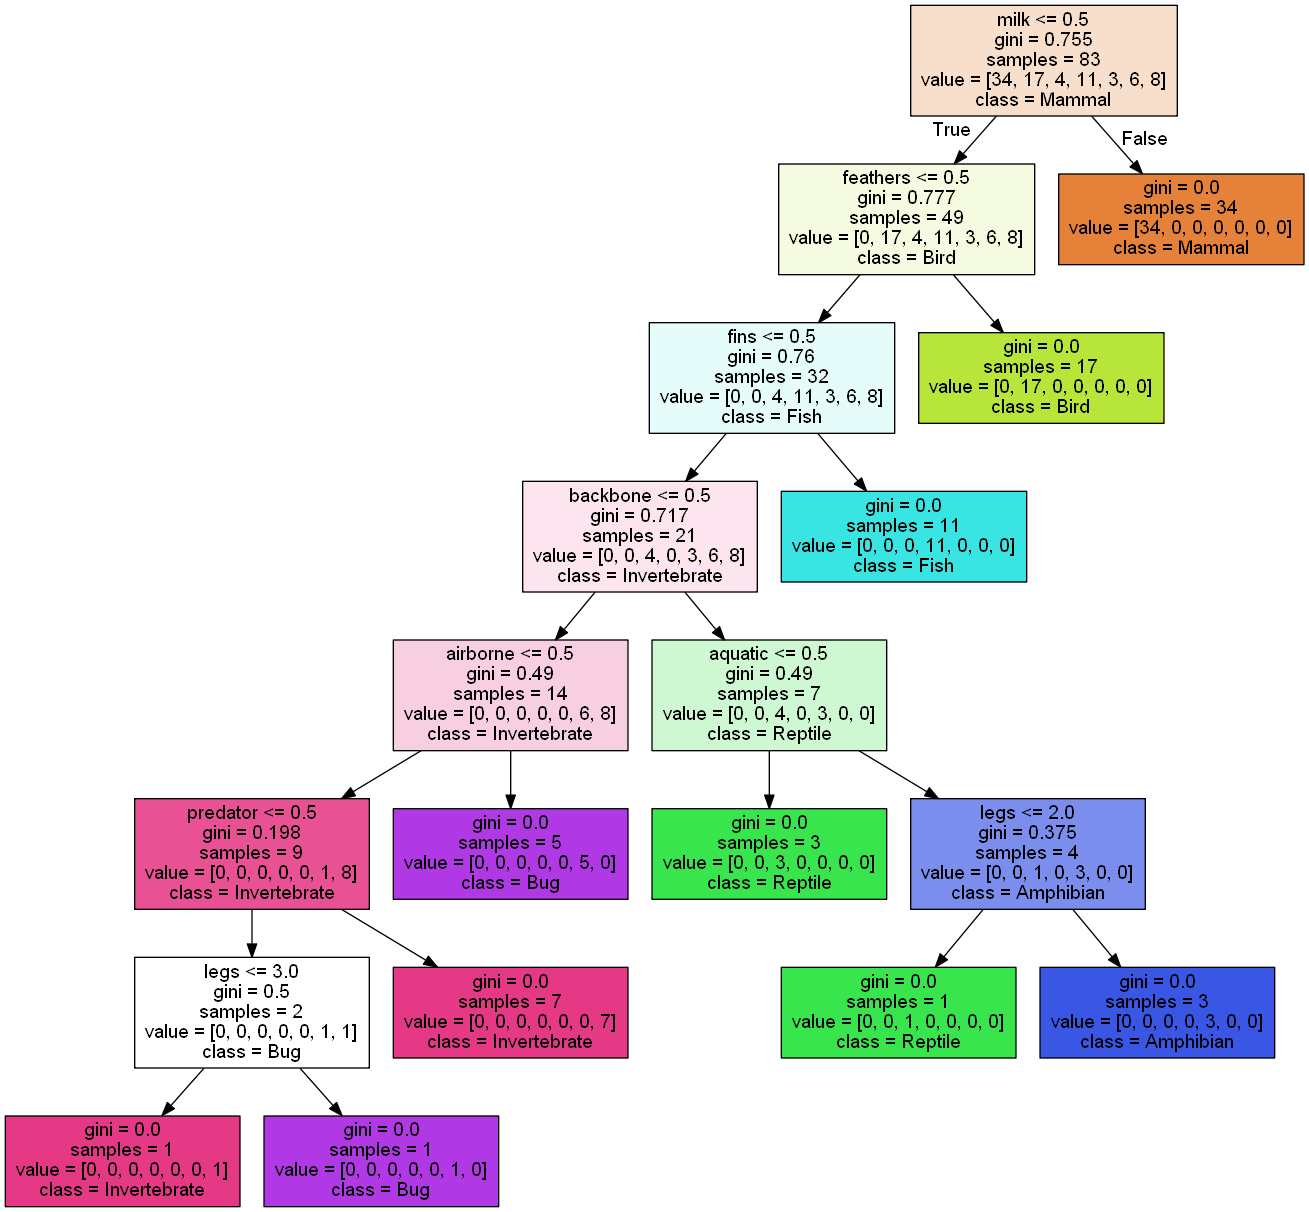 milk <= 0.5
gini = 0.755
samples = 83
value = [34, 17, 4, 11, 3, 6, 8]
class = Mammal
True
False
feathers <= 0.5
gini = 0.777
samples = 49
value = [0, 17, 4, 11, 3, 6, 8]
class = Bird
gini = 0.0
samples = 34
value = [34, 0, 0, 0, 0, 0, 0]
class = Mammal
fins <= 0.5
gini = 0.76
samples = 32
value = [0, 0, 4, 11, 3, 6, 8]
class = Fish
gini = 0.0
samples = 17
value = [0, 17, 0, 0, 0, 0, 0]
class = Bird
backbone <= 0.5
gini = 0.717
samples = 21
value = [0, 0, 4, 0, 3, 6, 8]
class = Invertebrate
gini = 0.0
samples = 11
value = [0, 0, 0, 11, 0, 0, 0]
class = Fish
airborne <= 0.5
gini = 0.49
samples = 14
value = [0, 0, 0, 0, 0, 6, 8]
class = Invertebrate
aquatic <= 0.5
gini = 0.49
samples = 7
value = [0, 0, 4, 0, 3, 0, 0]
class = Reptile
predator <= 0.5
gini = 0.198
samples = 9
value = [0, 0, 0, 0, 0, 1, 8]
class = Invertebrate
gini = 0.0
samples = 5
value = [0, 0, 0, 0, 0, 5, 0]
class = Bug
gini = 0.0
samples = 3
value = [0, 0, 3, 0, 0, 0, 0]
class = Reptile
legs <= 2.0
gini = 0.375
samples = 4
value = [0, 0, 1, 0, 3, 0, 0]
class = Amphibian
legs <= 3.0
gini = 0.5
samples = 2
value = [0, 0, 0, 0, 0, 1, 1]
class = Bug
gini = 0.0
samples = 7
value = [0, 0, 0, 0, 0, 0, 7]
class = Invertebrate
gini = 0.0
samples = 1
value = [0, 0, 1, 0, 0, 0, 0]
class = Reptile
gini = 0.0
samples = 3
value = [0, 0, 0, 0, 3, 0, 0]
class = Amphibian
gini = 0.0
samples = 1
value = [0, 0, 0, 0, 0, 0, 1]
class = Invertebrate
gini = 0.0
samples = 1
value = [0, 0, 0, 0, 0, 1, 0]
class = Bug